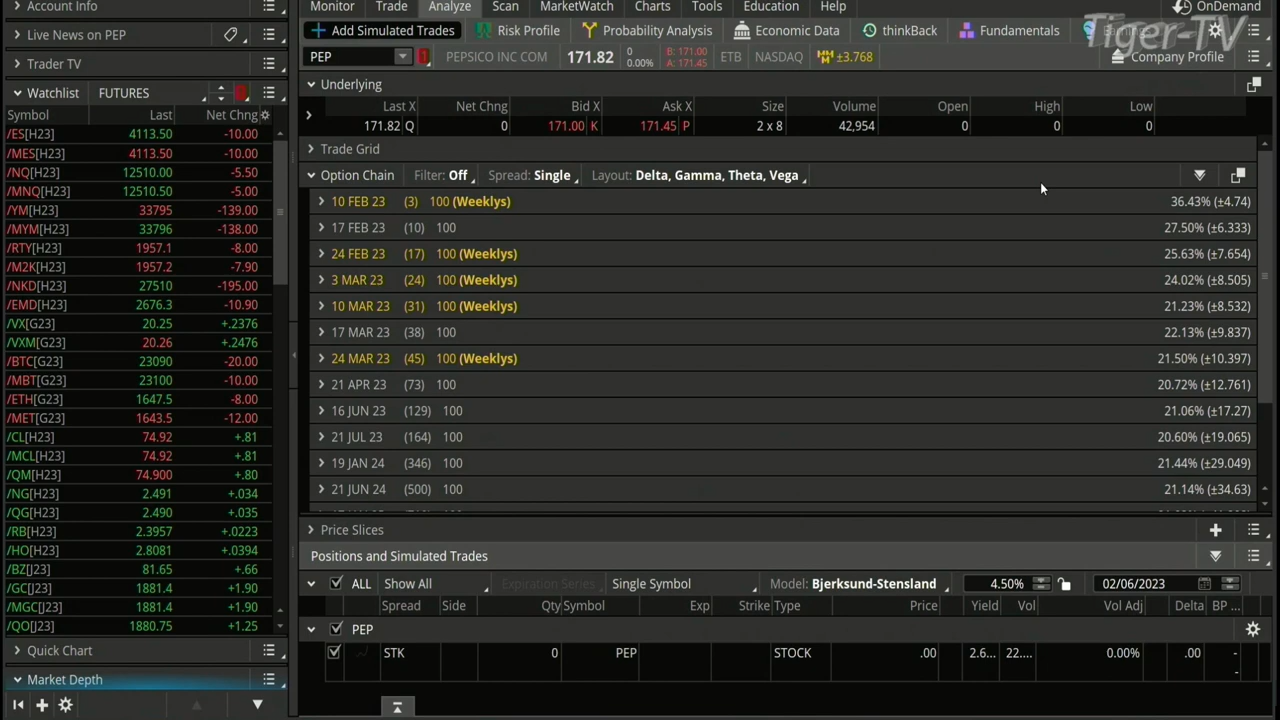 Account Info
Live News on PEP
Trader TV
Watchlist FUTURES
Symbol Last Net Chng
/ES[H23] 4113.50 -10.00
/MES[H23] 4113.50 -10.00
/NQ[H23] 12510.00 -5.50
/MNQ[H23] 12510.50 -5.00
/YM[H23] 33795 -139.00
/MYM[H23] 33796 -138.00
/RTY[H23] 1957.1 -8.00
/M2K[H23] 1957.2 -7.90
/NKD[H23] 27510 -195.00
/EMD[H23] 2676.3 -10.90
/VX[G23] 20.25 +.2376
/VXM[G23] 20.26 +.2476
/BTC[G23] 23090 -20.00
/MBT[G23] 23100 -10.00
/ETH[G23] 1647.5 -8.00
/MET[G23] 1643.5 -12.00
/CL[H23] 74.92 +.81
/MCL[H23] 74.92 +.81
/QM[H23] 74.900 +.80
/NG[H23] 2.491 +.034
/QG[H23] 2.490 +.035
/RB[H23] 2.3957 +.0223
/HO[H23] 2.8081 +.0394
/BZ[J23] 81.65 +.66
/GC[J23] 1881.4 +1.90
/MGC[J23] 1881.4 +1.90
/QO[J23] 1880.75 +1.25
Quick Chart
Market Depth
Monitor Trade Analyze Scan MarketWatch Charts Tools Education Help OnDemand
Tiger-TV
Add Simulated Trades Risk Profile Probability Analysis Economic Data thinkBack Fundamentals
PEP 1 PEPSICO INC COM 171.82 0 0.00% B: 171.00 A: 171.45 ETB NASDAQ ±3.768 Company Profile
Underlying
Last X Net Chng Bid X Ask X Size Volume Open High Low
171.82 Q 0 171.00 K 171.45 P 2 x 8 42,954 0 0 0
Trade Grid
Option Chain Filter: Off Spread: Single Layout: Delta, Gamma, Theta, Vega
10 FEB 23 (3) 100 (Weeklys) 36.43% (±4.74)
17 FEB 23 (10) 100 27.50% (±6.333)
24 FEB 23 (17) 100 (Weeklys) 25.63% (±7.654)
3 MAR 23 (24) 100 (Weeklys) 24.02% (±8.505)
10 MAR 23 (31) 100 (Weeklys) 21.23% (±8.532)
17 MAR 23 (38) 100 22.13% (±9.837)
24 MAR 23 (45) 100 (Weeklys) 21.50% (±10.397)
21 APR 23 (73) 100 20.72% (±12.761)
16 JUN 23 (129) 100 21.06% (±17.27)
21 JUL 23 (164) 100 20.60% (±19.065)
19 JAN 24 (346) 100 21.44% (±29.049)
21 JUN 24 (500) 100 21.14% (±34.63)
Price Slices
Positions and Simulated Trades
ALL Show All Expiration Series Single Symbol Model: Bjerksund-Stensland 4.50% 02/06/2023
Spread Side Qty Symbol Exp Strike Type Price Yield Vol Vol Adj Delta BP ...
PEP
STK 0 PEP STOCK .00 2.6... 22.... 0.00% .00 -
-